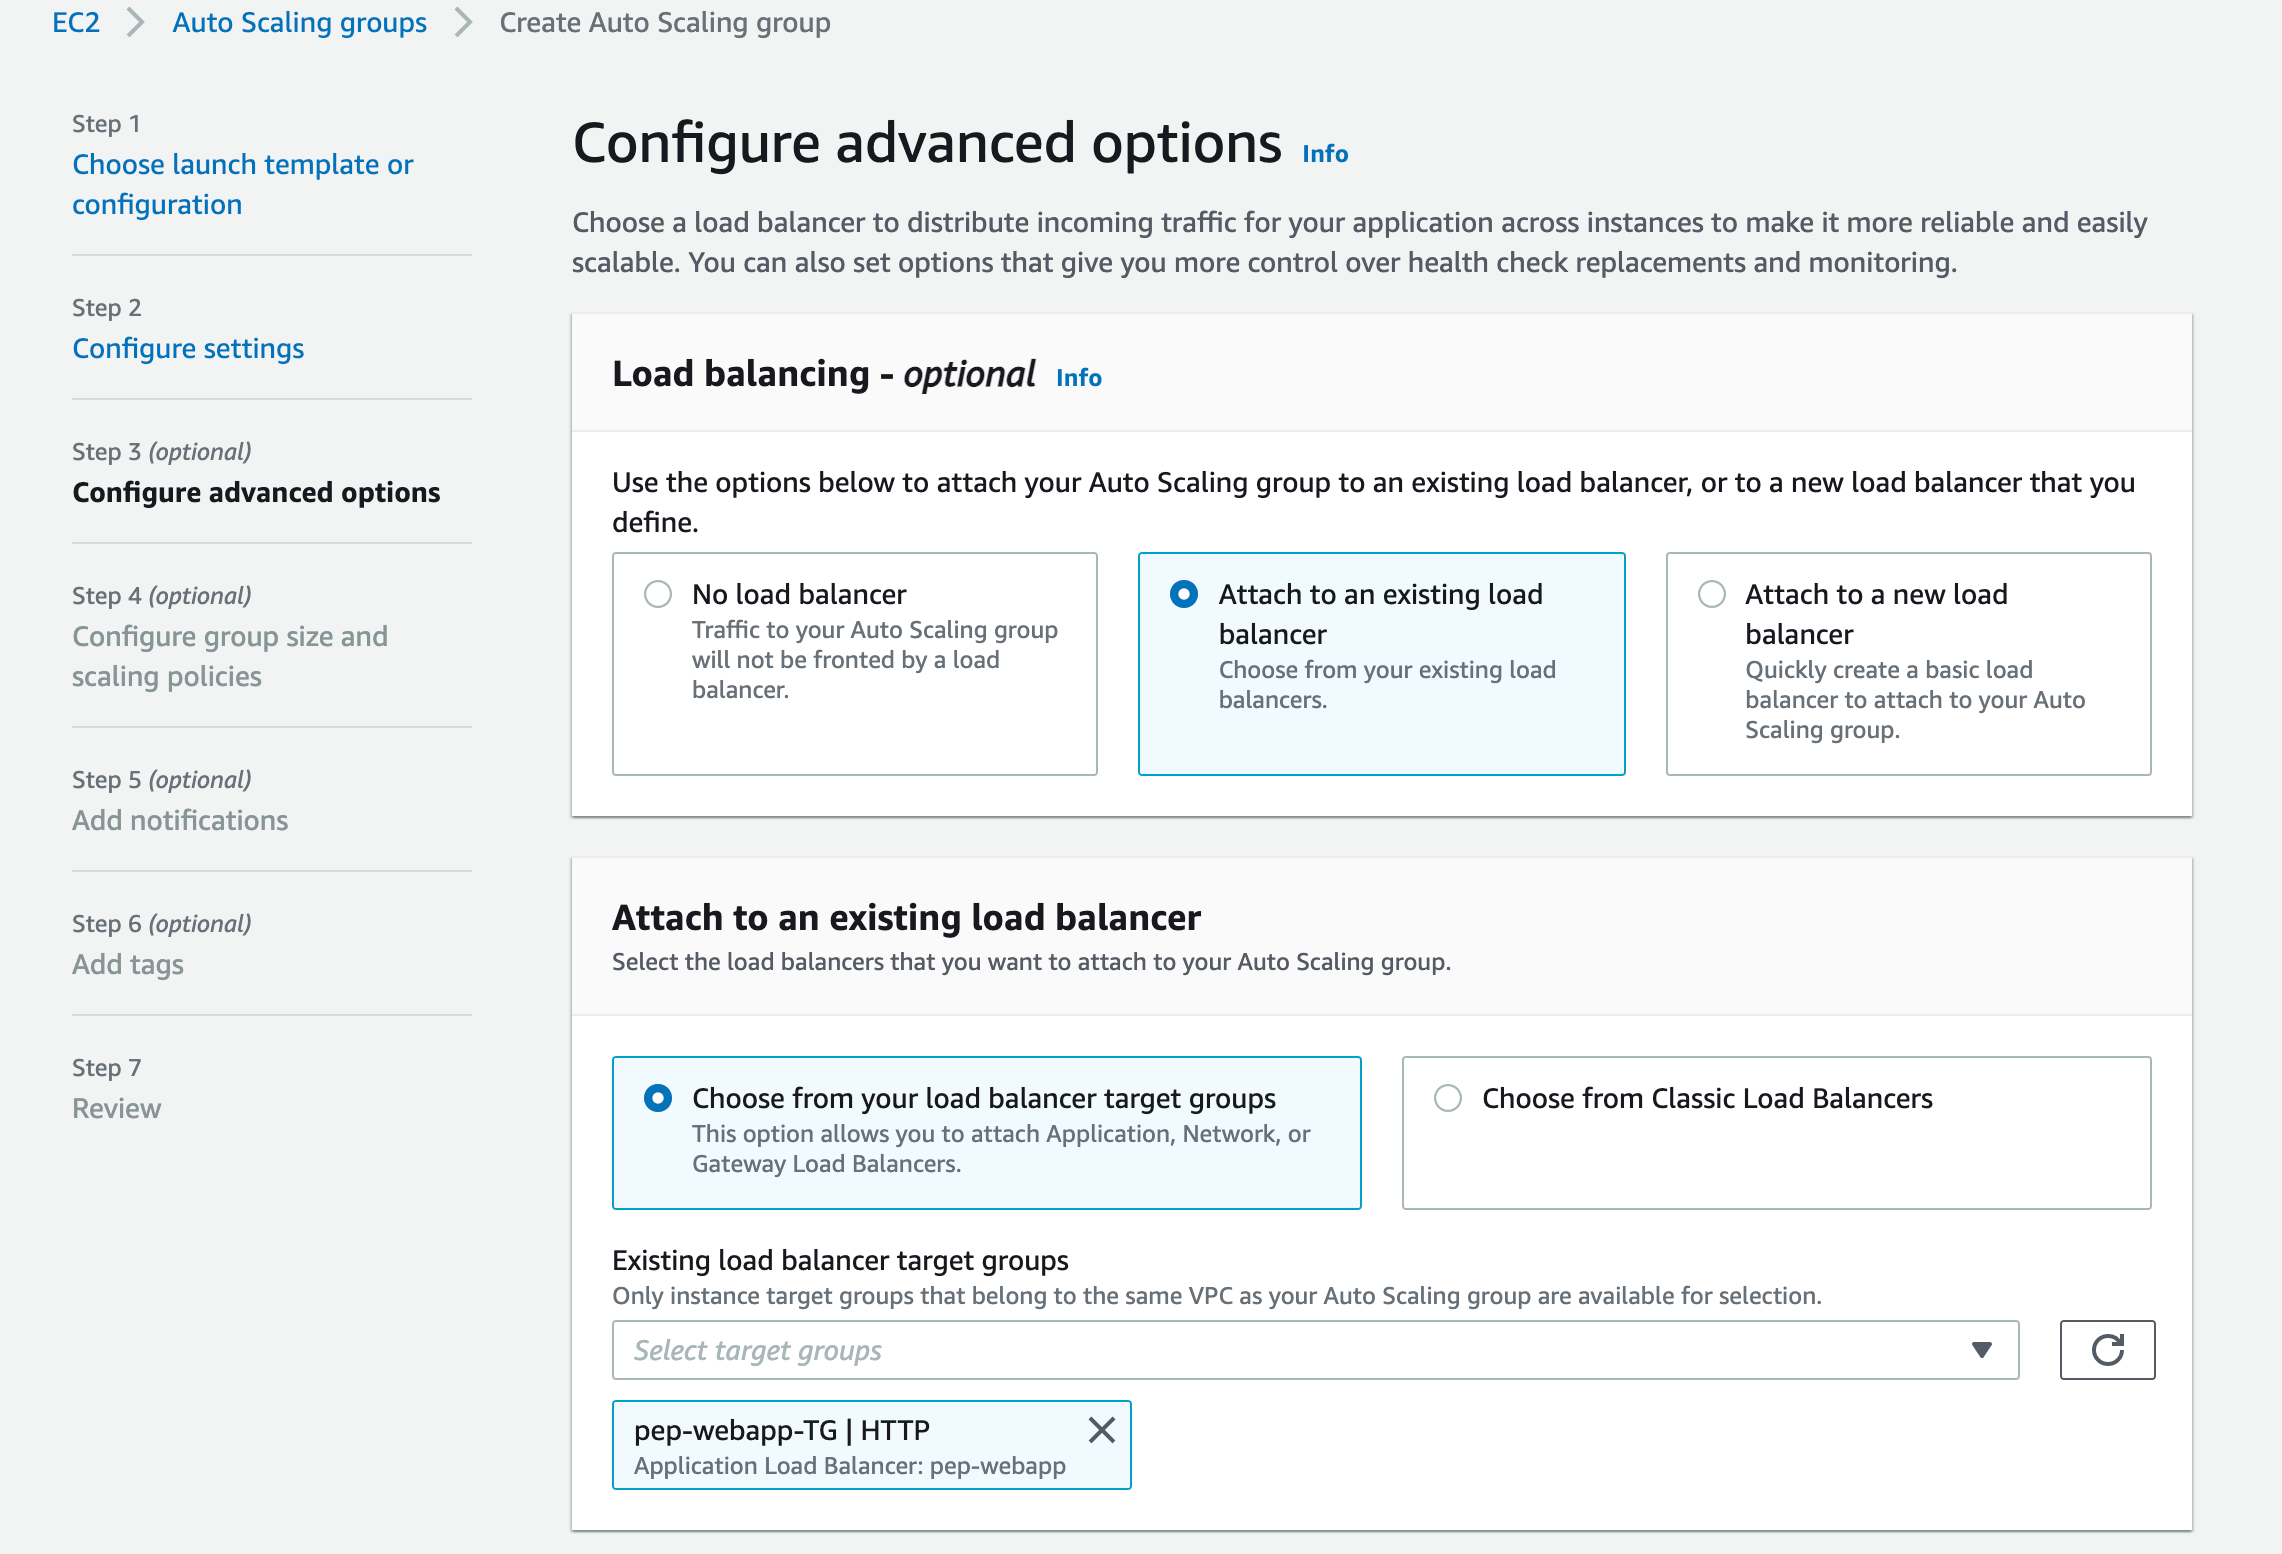 EC2 > Auto Scaling groups > Create Auto Scaling group
Step 1
Choose launch template or
configuration
Step 2
Configure settings
Step 3 (optional)
Configure advanced options
Step 4 (optional)
Configure group size and
scaling policies
Step 5 (optional)
Add notifications
Step 6 (optional)
Add tags
Step 7
Review
Configure advanced options Info
Choose a load balancer to distribute incoming traffic for your application across instances to make it more reliable and easily
scalable. You can also set options that give you more control over health check replacements and monitoring.
Load balancing - optional Info
Use the options below to attach your Auto Scaling group to an existing load balancer, or to a new load balancer that you
define.
No load balancer
Traffic to your Auto Scaling group
will not be fronted by a load
balancer.
Attach to an existing load
balancer
Choose from your existing load
balancers.
Attach to a new load
balancer
Quickly create a basic load
balancer to attach to your Auto
Scaling group.
Attach to an existing load balancer
Select the load balancers that you want to attach to your Auto Scaling group.
Choose from your load balancer target groups
This option allows you to attach Application, Network, or
Gateway Load Balancers.
Choose from Classic Load Balancers
Existing load balancer target groups
Only instance target groups that belong to the same VPC as your Auto Scaling group are available for selection.
Select target groups
pep-webapp-TG | HTTP
Application Load Balancer: pep-webapp